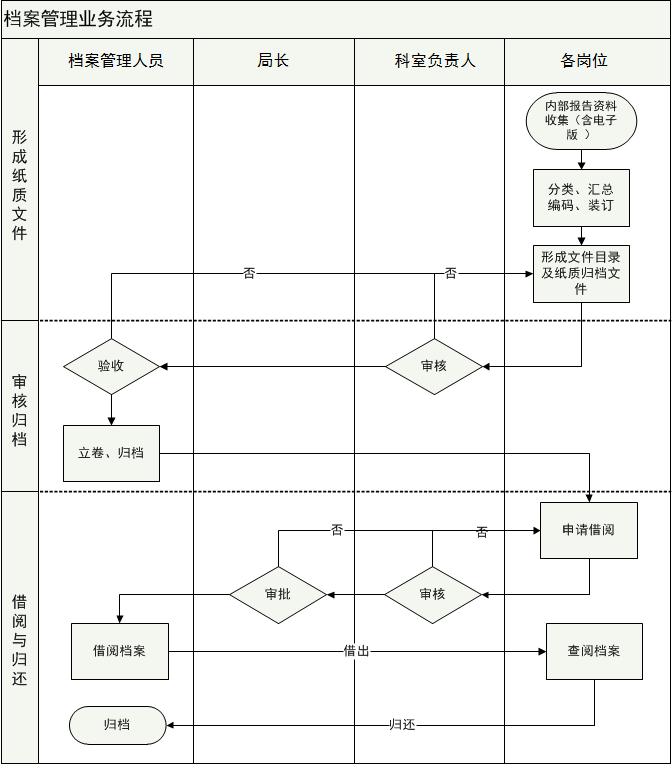 档案管理业务流程
档案管理人员
局长
科室负责人
各岗位
形成纸质文件
内部报告资料
收集（含电子
版 ）
分类、汇总
编码、装订
形成文件目录
及纸质归档文
件
否
否
审核归档
验收
审核
立卷、归档
借阅与归还
申请借阅
否
否
审批
审核
借阅档案
借出
查阅档案
归档
归还